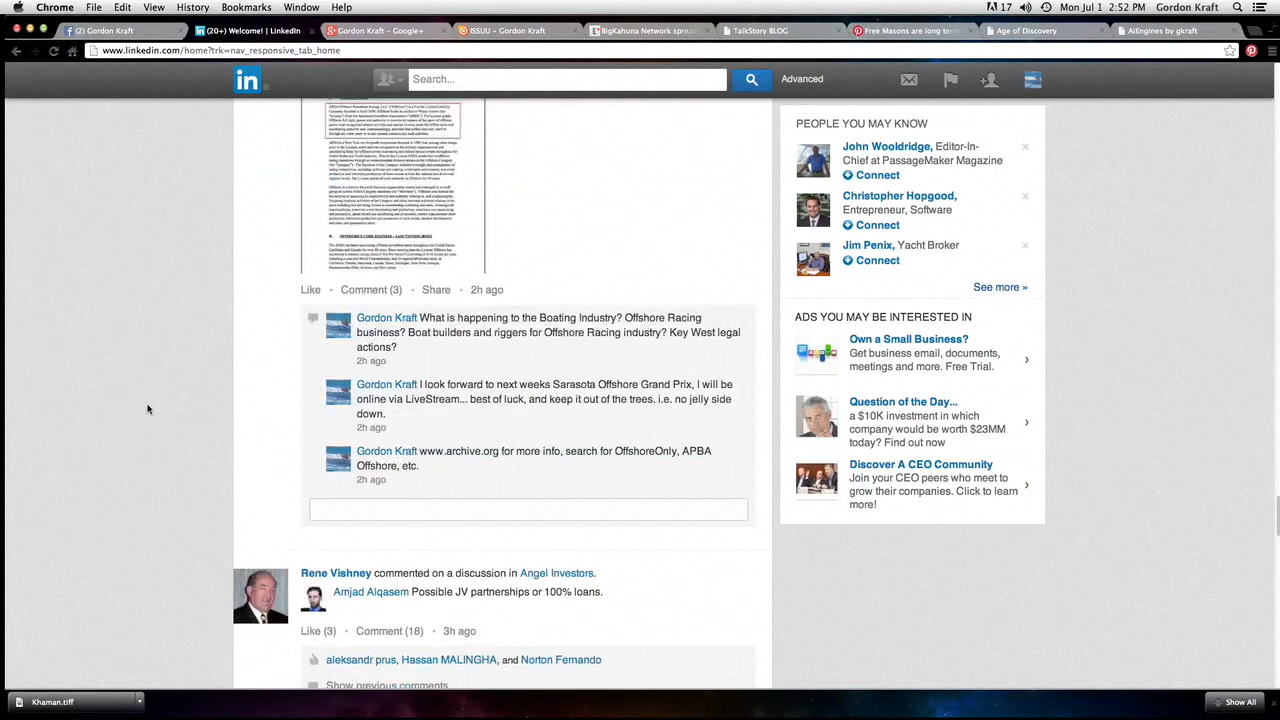 Chrome File Edit View History Bookmarks Window Help
17 Mon Jul 1 2:52 PM Gordon Kraft
(2) Gordon Kraft
(20+) Welcome! | LinkedIn
Gordon Kraft - Google+
ISSUU - Gordon Kraft
BigKahuna Network sprea
TalkStory BLOG
Free Masons are long term
Age of Discovery
AiEngines by gkraft
www.linkedin.com/home?trk=nav_responsive_tab_home
in
Search...
Advanced
Like • Comment (3) • Share • 2h ago
Gordon Kraft What is happening to the Boating Industry? Offshore Racing
business? Boat builders and riggers for Offshore Racing industry? Key West legal
actions?
2h ago
Gordon Kraft I look forward to next weeks Sarasota Offshore Grand Prix, I will be
online via LiveStream... best of luck, and keep it out of the trees. i.e. no jelly side
down.
2h ago
Gordon Kraft www.archive.org for more info, search for OffshoreOnly, APBA
Offshore, etc.
2h ago
Rene Vishney commented on a discussion in Angel Investors.
Amjad Alqasem Possible JV partnerships or 100% loans.
Like (3) • Comment (18) • 3h ago
aleksandr prus, Hassan MALINGHA, and Norton Fernando
Show previous comments
PEOPLE YOU MAY KNOW
John Wooldridge, Editor-In-
Chief at PassageMaker Magazine
Connect
Christopher Hopgood,
Entrepreneur, Software
Connect
Jim Penix, Yacht Broker
Connect
See more »
ADS YOU MAY BE INTERESTED IN
Own a Small Business?
Get business email, documents,
meetings and more. Free Trial.
Question of the Day...
a $10K investment in which
company would be worth $23MM
today? Find out now
Discover A CEO Community
Join your CEO peers who meet to
grow their companies. Click to learn
more!
Khaman.tiff
Show All